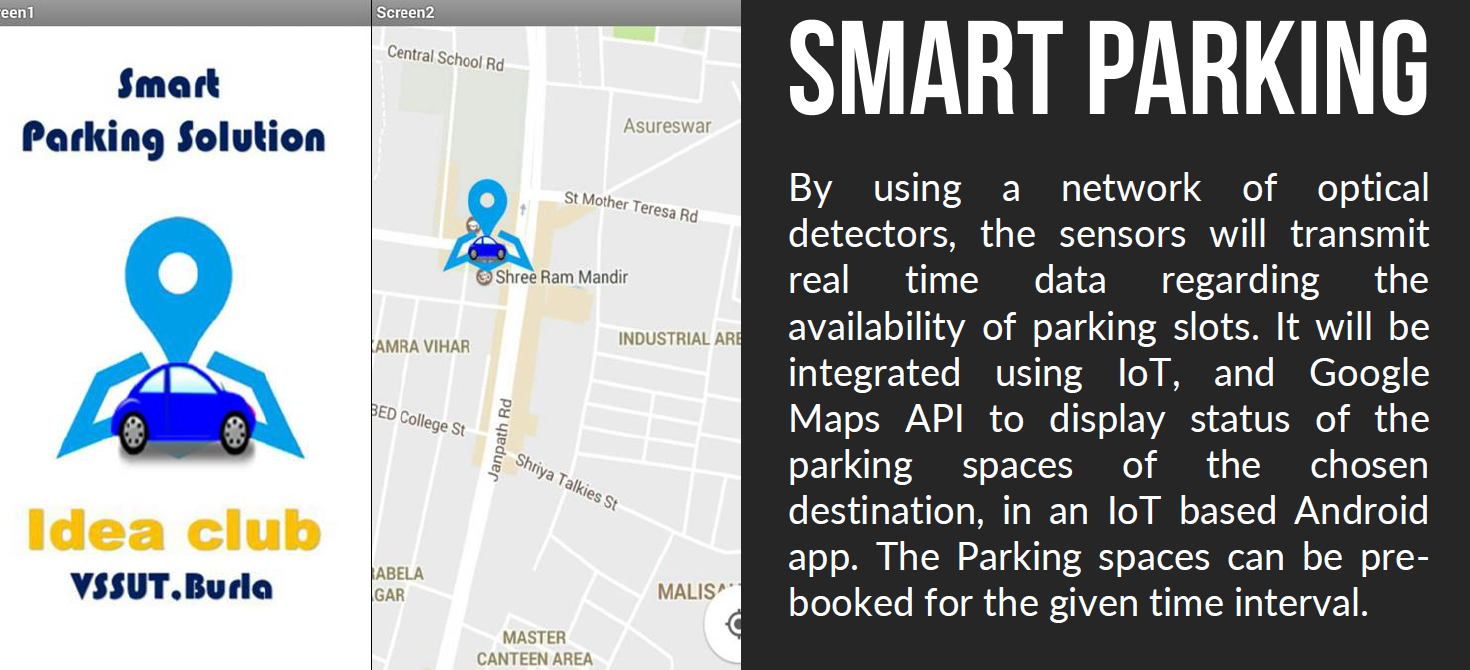 een1
Smart
Parking Solution
Idea club
VSSUT.Burla
Screen2
Central School Rd
Asureswar
St Mother Teresa Rd
Shree Ram Mandir
KAMRA VIHAR
INDUSTRIAL ARE
BED College St
Janpath Rd
Shriya Talkies St
RABELA
AGAR
MALISA
MASTER
CANTEEN AREA
SMART PARKING
By using a network of optical
detectors, the sensors will transmit
real time data regarding the
availability of parking slots. It will be
integrated using IoT, and Google
Maps API to display status of the
parking spaces of the chosen
destination, in an IoT based Android
app. The Parking spaces can be pre-
booked for the given time interval.